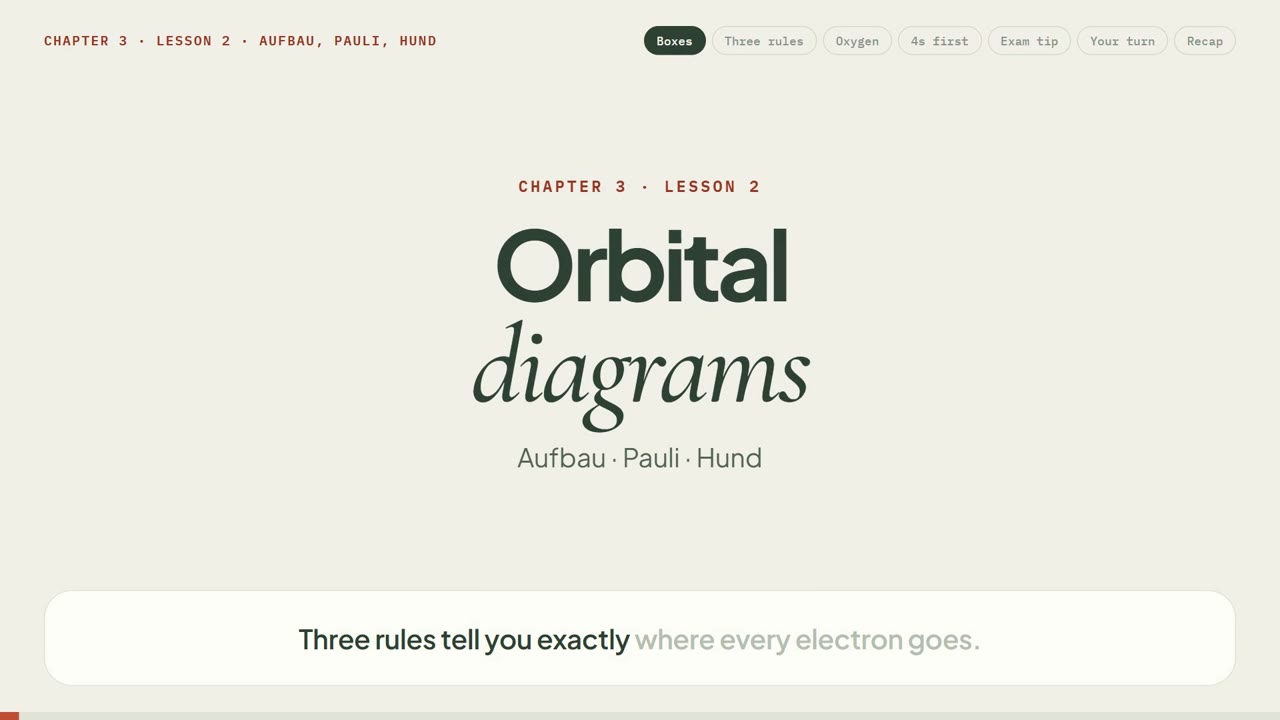 CHAPTER 3 · LESSON 2 · AUFBAU, PAULI, HUND
Boxes
Three rules
Oxygen
4s first
Exam tip
Your turn
Recap
CHAPTER 3 · LESSON 2
Orbital
diagrams
Aufbau · Pauli · Hund
Three rules tell you exactly where every electron goes.